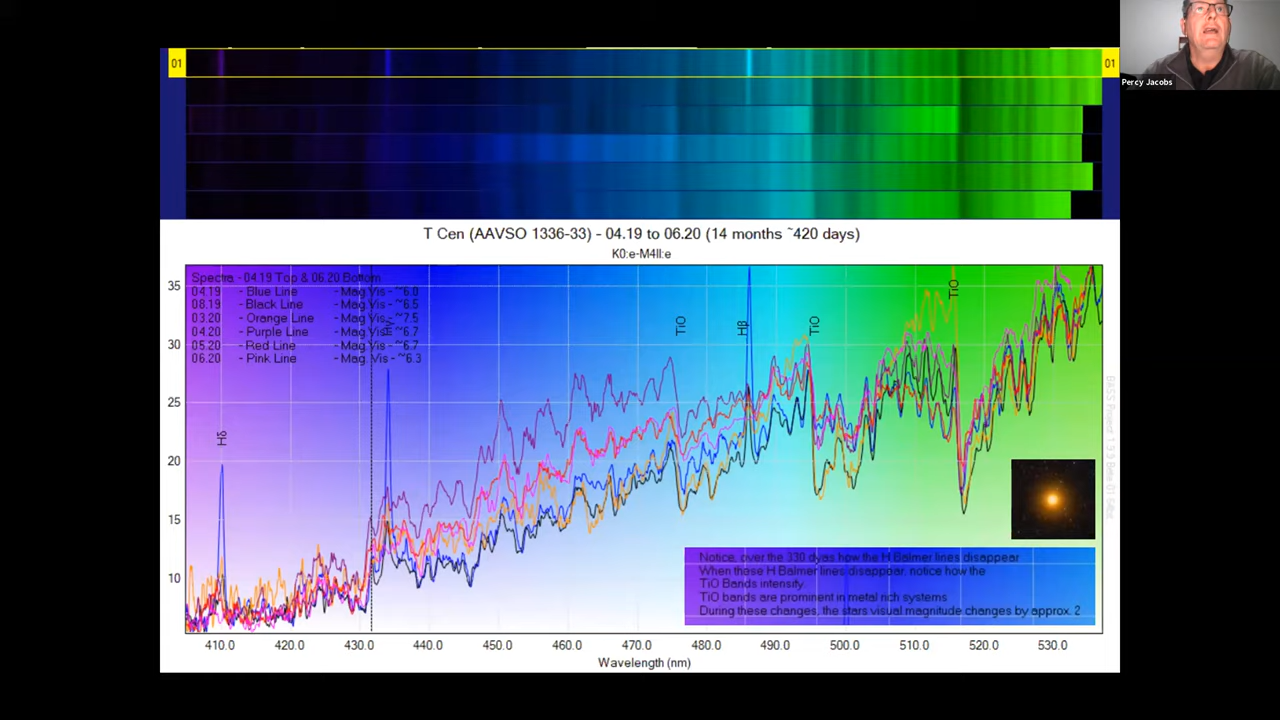 01
01
Percy Jacobs
T Cen (AAVSO 1336-33) - 04.19 to 06.20 (14 months ~420 days)
K0:e-M4II:e
Spectra - 04.19 Top & 06.20 Bottom
04.19 - Blue Line - Mag Vis - ~6.0
08.19 - Black Line - Mag Vis - ~6.5
03.20 - Orange Line - Mag Vis - ~7.5
04.20 - Purple Line - Mag Vis - ~6.7
05.20 - Red Line - Mag Vis - ~6.7
06.20 - Pink Line - Mag Vis - ~6.3
35
30
25
20
15
10
Hδ
TiO
Hβ
TiO
TiO
Notice, over the 330 dyas how the H Balmer lines disappear
When these H Balmer lines disappear, notice how the
TiO Bands intensity
TiO bands are prominent in metal rich systems
During these changes, the stars visual magnitude changes by approx. 2
410.0 420.0 430.0 440.0 450.0 460.0 470.0 480.0 490.0 500.0 510.0 520.0 530.0
Wavelength (nm)